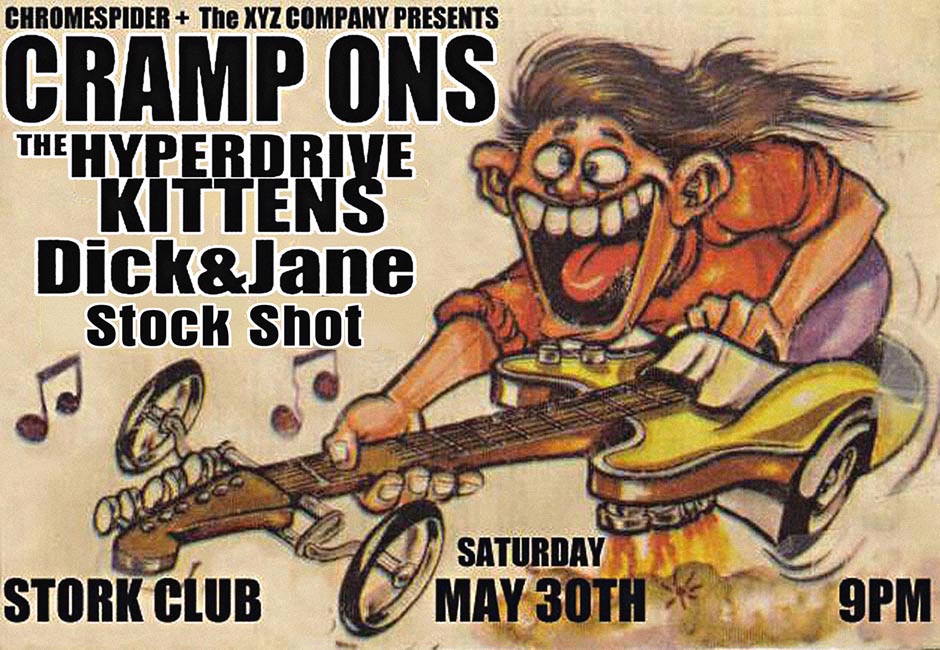 CHROMESPIDER + The XYZ COMPANY PRESENTS
CRAMP ONS
THE HYPERDRIVE
KITTENS
Dick&Jane
Stock Shot
SATURDAY
STORK CLUB MAY 30TH 9PM